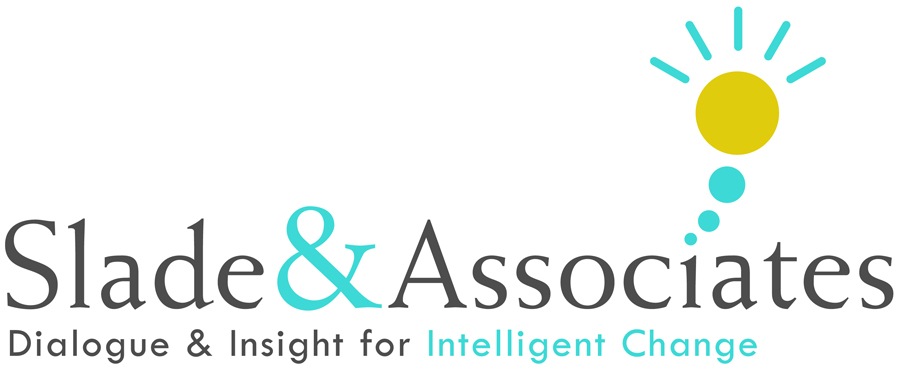 Slade&Associates
Dialogue & Insight for Intelligent Change